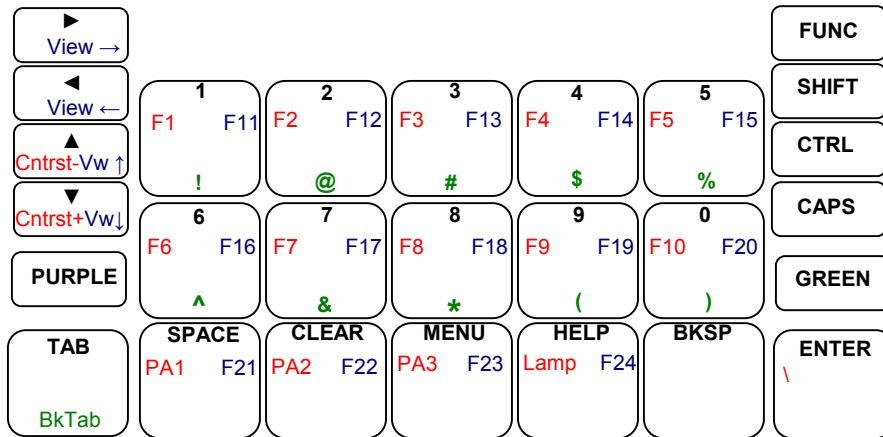 ► FUNC
View →
◄ SHIFT
View ←
1 2 3 4 5
F1 F11 F2 F12 F3 F13 F4 F14 F5 F15
! @ # $ %
▲ CTRL
Cntrst-Vw ↑
▼ CAPS
Cntrst+Vw↓
6 7 8 9 0
F6 F16 F7 F17 F8 F18 F9 F19 F10 F20
^ & * ( )
PURPLE GREEN
TAB SPACE CLEAR MENU HELP BKSP ENTER
PA1 F21 PA2 F22 PA3 F23 Lamp F24 \
BkTab